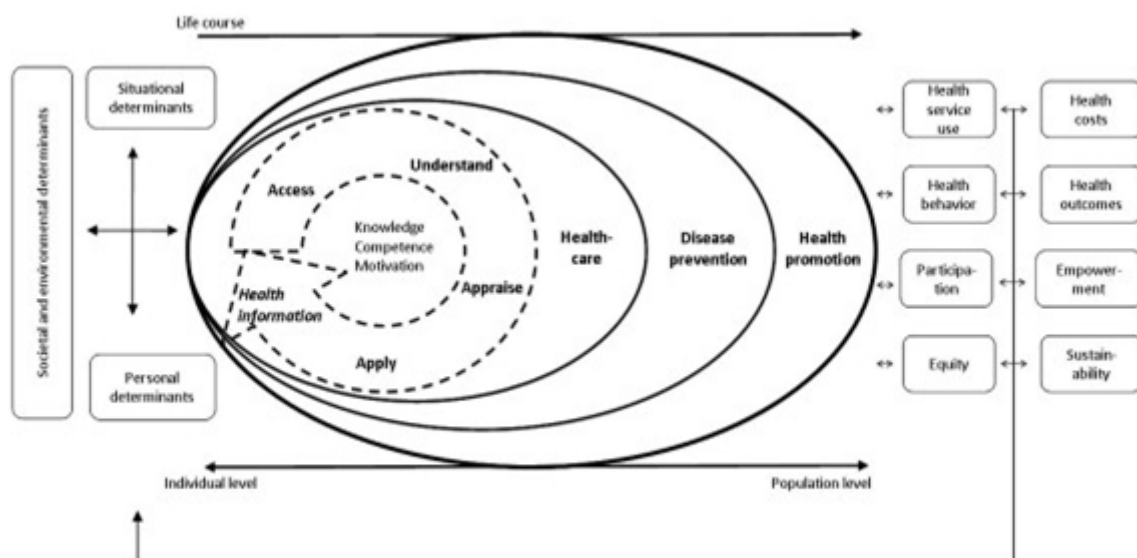 Life course
Societal and environmental determinants
Situational
determinants
Personal
determinants
Access
Understand
Knowledge
Competence
Motivation
Health
information
Appraise
Apply
Health-
care
Disease
prevention
Health
promotion
Health
service
use
Health
costs
Health
behavior
Health
outcomes
Participa-
tion
Empower-
ment
Equity
Sustain-
ability
Individual level
Population level